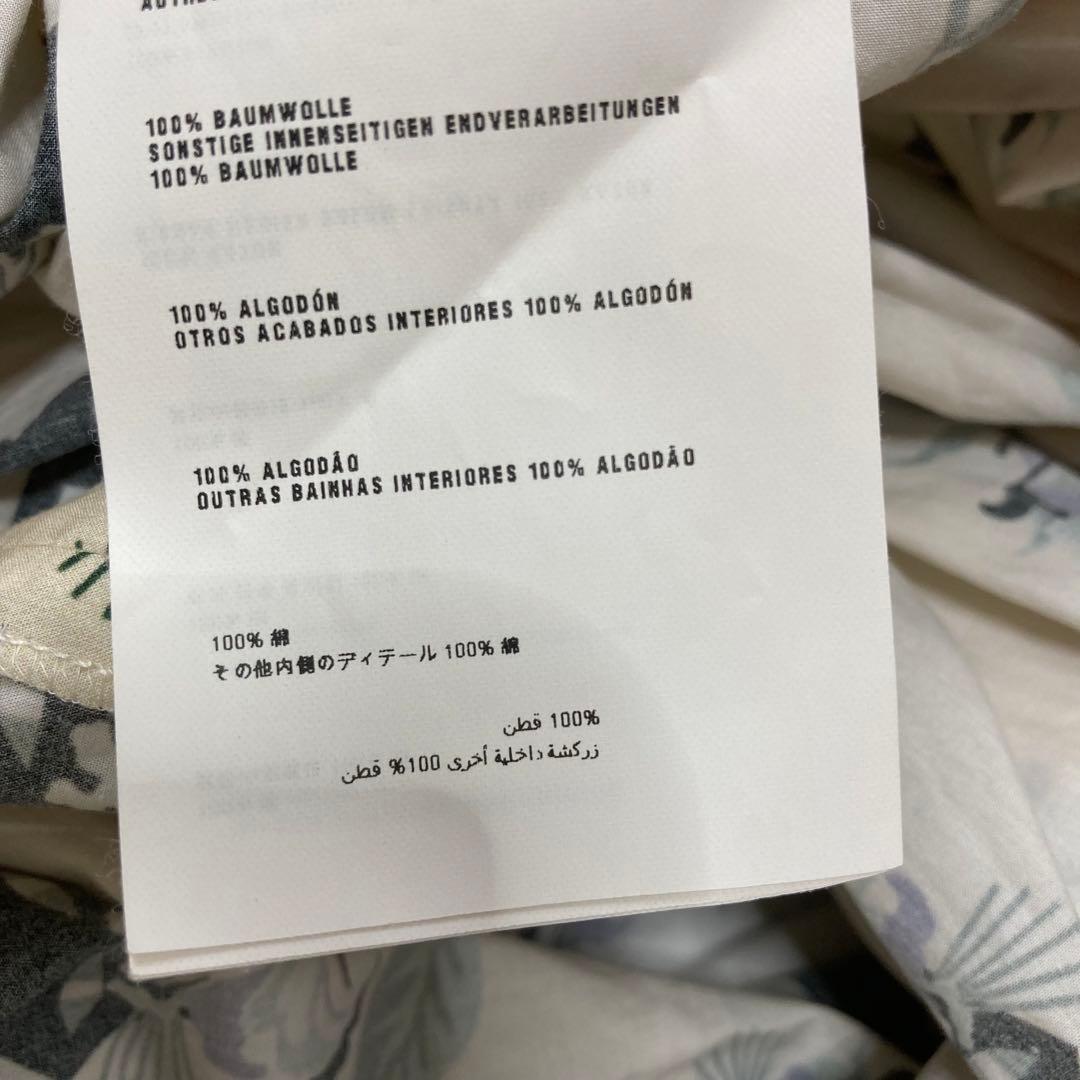 100% BAUMWOLLE
SONSTIGE INNENSEITIGEN ENDVERARBEITUNGEN
100% BAUMWOLLE
100% ALGODÓN
OTROS ACABADOS INTERIORES 100% ALGODÓN
100% ALGODÃO
OUTRAS BAINHAS INTERIORES 100% ALGODÃO
100% 綿
その他内側のディテール 100% 綿
100% قطن
زركشة داخلية أخرى 100% قطن